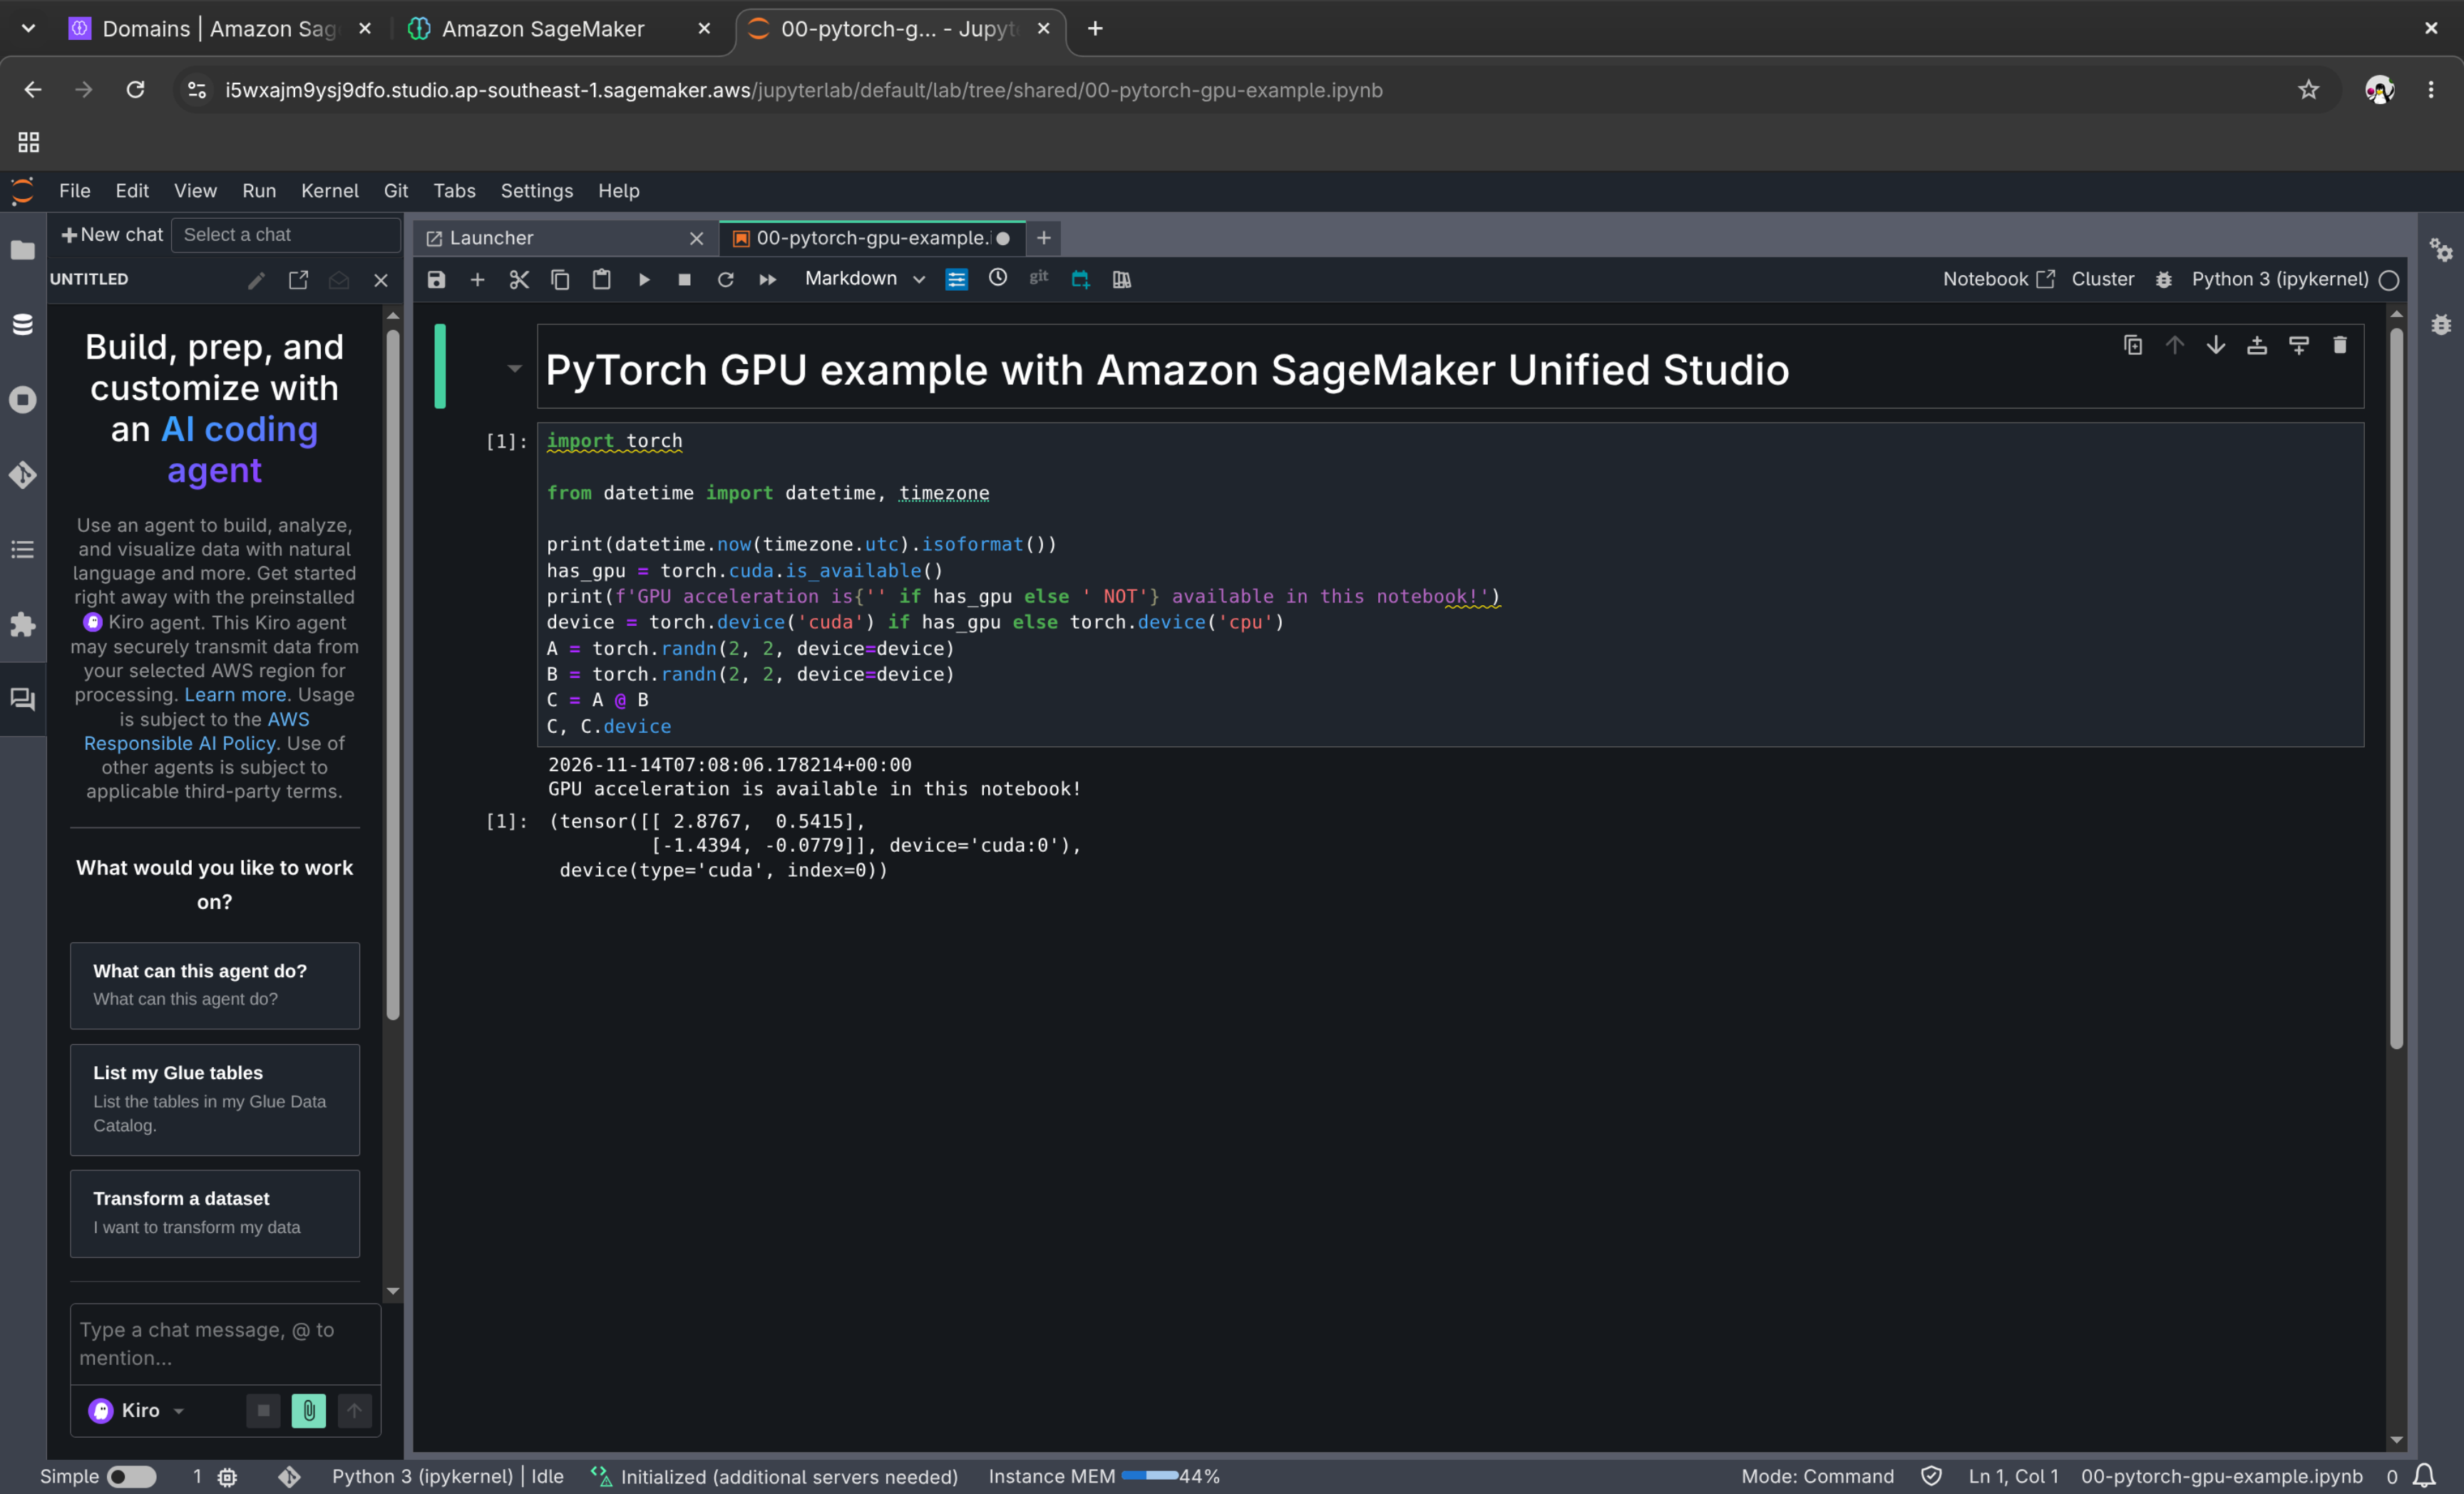 Domains | Amazon Sag
Amazon SageMaker
00-pytorch-g... - Jupyt
i5wxajm9ysj9dfo.studio.ap-southeast-1.sagemaker.aws/jupyterlab/default/lab/tree/shared/00-pytorch-gpu-example.ipynb
File Edit View Run Kernel Git Tabs Settings Help
New chat
Select a chat
UNTITLED
Build, prep, and
customize with
an AI coding
agent
Use an agent to build, analyze,
and visualize data with natural
language and more. Get started
right away with the preinstalled
Kiro agent. This Kiro agent
may securely transmit data from
your selected AWS region for
processing. Learn more. Usage
is subject to the AWS
Responsible AI Policy. Use of
other agents is subject to
applicable third-party terms.
What would you like to work
on?
What can this agent do?
What can this agent do?
List my Glue tables
List the tables in my Glue Data
Catalog.
Transform a dataset
I want to transform my data
Type a chat message, @ to
mention...
Kiro
Launcher
00-pytorch-gpu-example.i
Markdown
git
Notebook
Cluster
Python 3 (ipykernel)
PyTorch GPU example with Amazon SageMaker Unified Studio
[1]:
import torch
from datetime import datetime, timezone
print(datetime.now(timezone.utc).isoformat())
has_gpu = torch.cuda.is_available()
print(f'GPU acceleration is{'' if has_gpu else ' NOT'} available in this notebook!')
device = torch.device('cuda') if has_gpu else torch.device('cpu')
A = torch.randn(2, 2, device=device)
B = torch.randn(2, 2, device=device)
C = A @ B
C, C.device
2026-11-14T07:08:06.178214+00:00
GPU acceleration is available in this notebook!
[1]:
(tensor([[ 2.8767,  0.5415],
[-1.4394, -0.0779]], device='cuda:0'),
device(type='cuda', index=0))
Simple
1
Python 3 (ipykernel) | Idle
Initialized (additional servers needed)
Instance MEM
44%
Mode: Command
Ln 1, Col 1
00-pytorch-gpu-example.ipynb
0